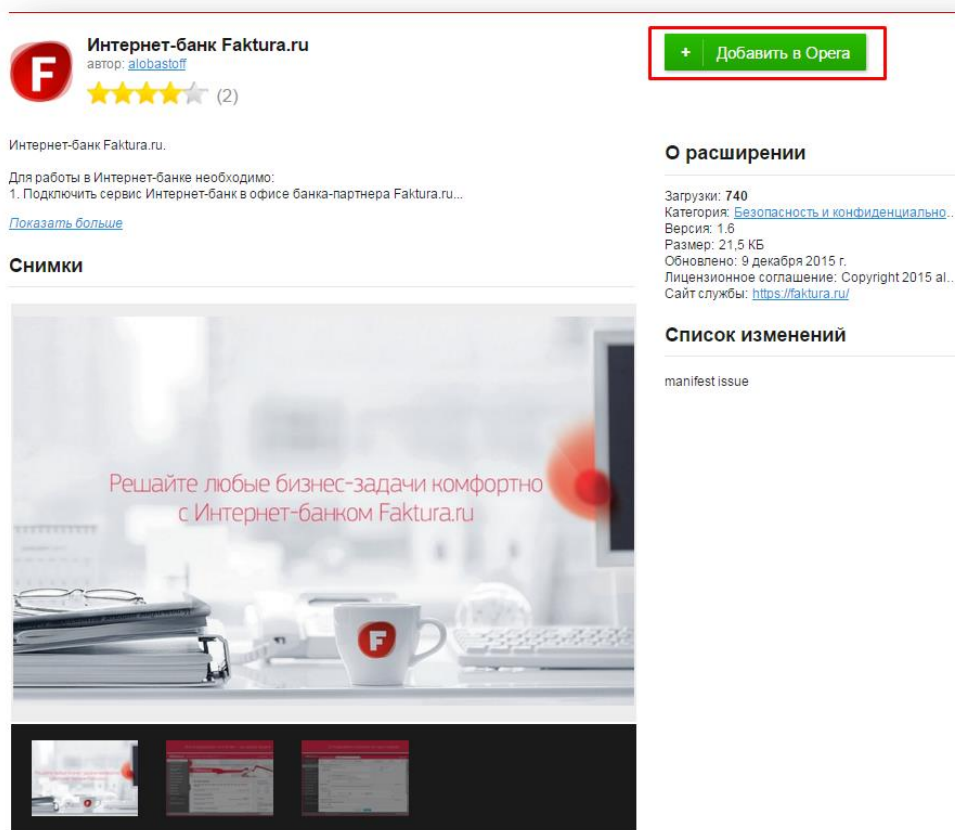 Интернет-банк Faktura.ru
автор: alobastoff
(2)
+ Добавить в Opera
Интернет-банк Faktura.ru.
Для работы в Интернет-банке необходимо:
1. Подключить сервис Интернет-банк в офисе банка-партнера Faktura.ru...
Показать больше
Снимки
Решайте любые бизнес-задачи комфортно
с Интернет-банком Faktura.ru
О расширении
Загрузки: 740
Категория: Безопасность и конфиденциально...
Версия: 1.6
Размер: 21,5 КБ
Обновлено: 9 декабря 2015 г.
Лицензионное соглашение: Copyright 2015 al...
Сайт службы: https://faktura.ru/
Список изменений
manifest issue